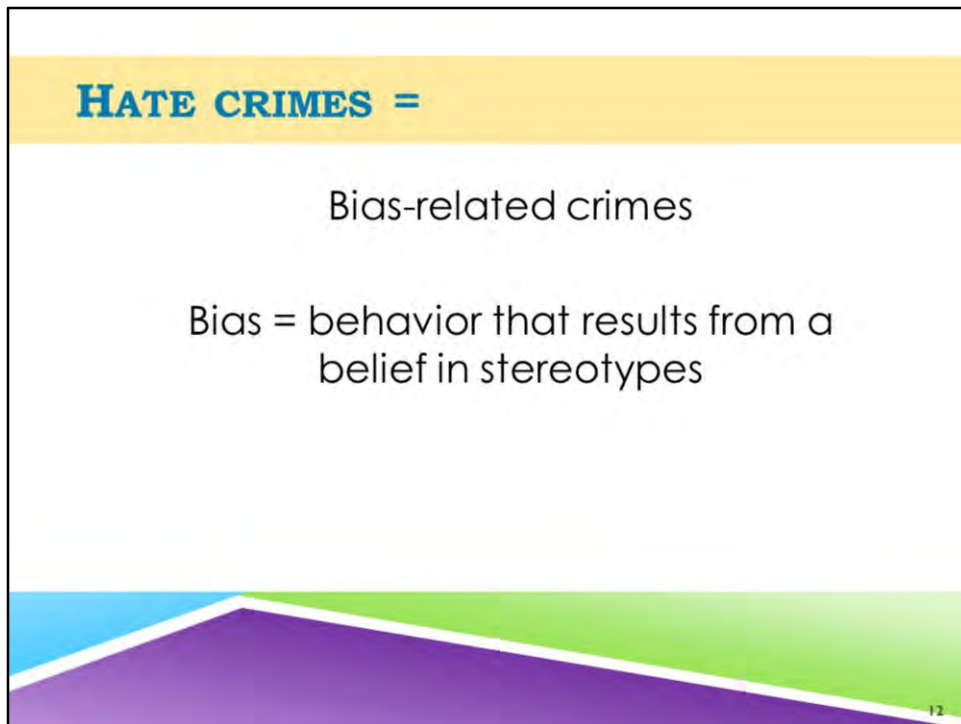 HATE CRIMES =
Bias-related crimes
Bias = behavior that results from a
belief in stereotypes
12